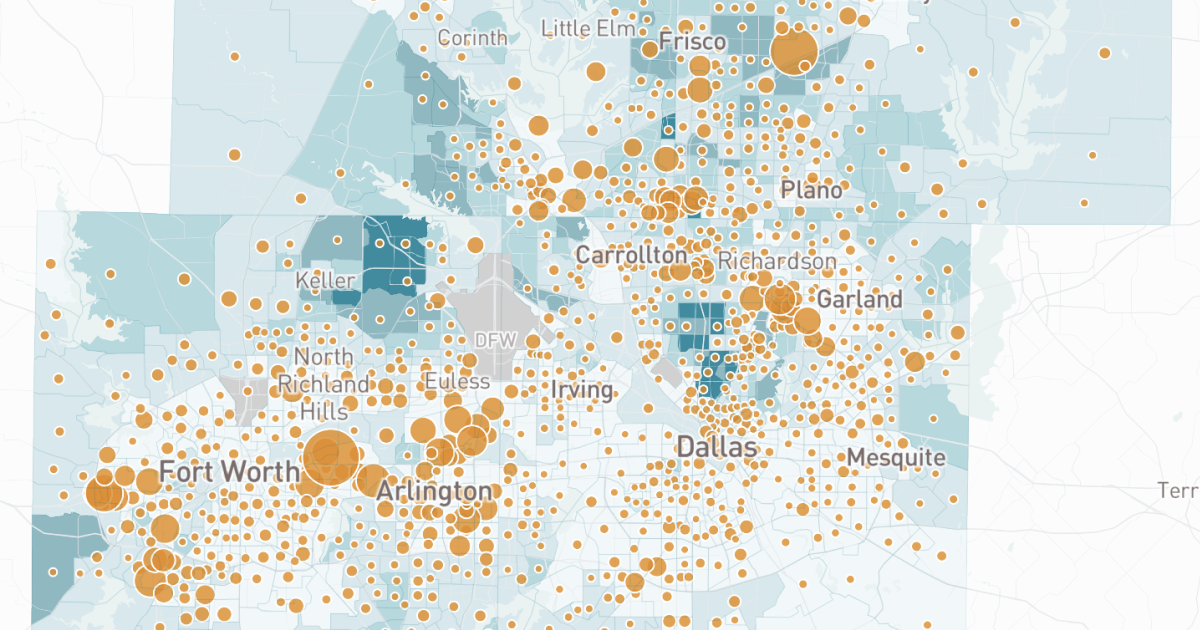 Little Elm
Corinth
Frisco
Plano
Carrollton
Richardson
Keller
Garland
DFW
North
Richland
Hills
Euless
Irving
Dallas
Mesquite
Fort Worth
Arlington
Terr